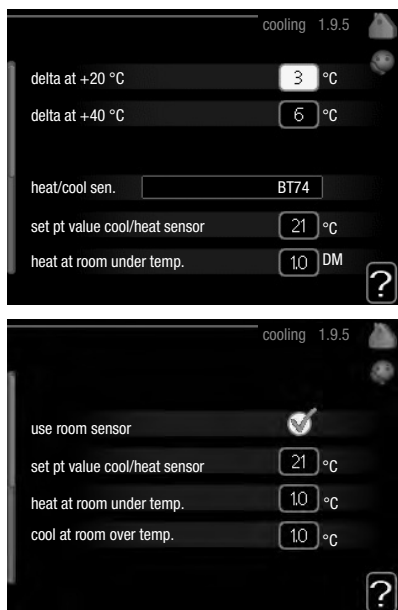 cooling 1.9.5
delta at +20 °C 3 °C
delta at +40 °C 6 °C
heat/cool sen. BT74
set pt value cool/heat sensor 21 °C
heat at room under temp. 1.0 DM
?
cooling 1.9.5
use room sensor
set pt value cool/heat sensor 21 °C
heat at room under temp. 1.0 °C
cool at room over temp. 1.0 °C
?